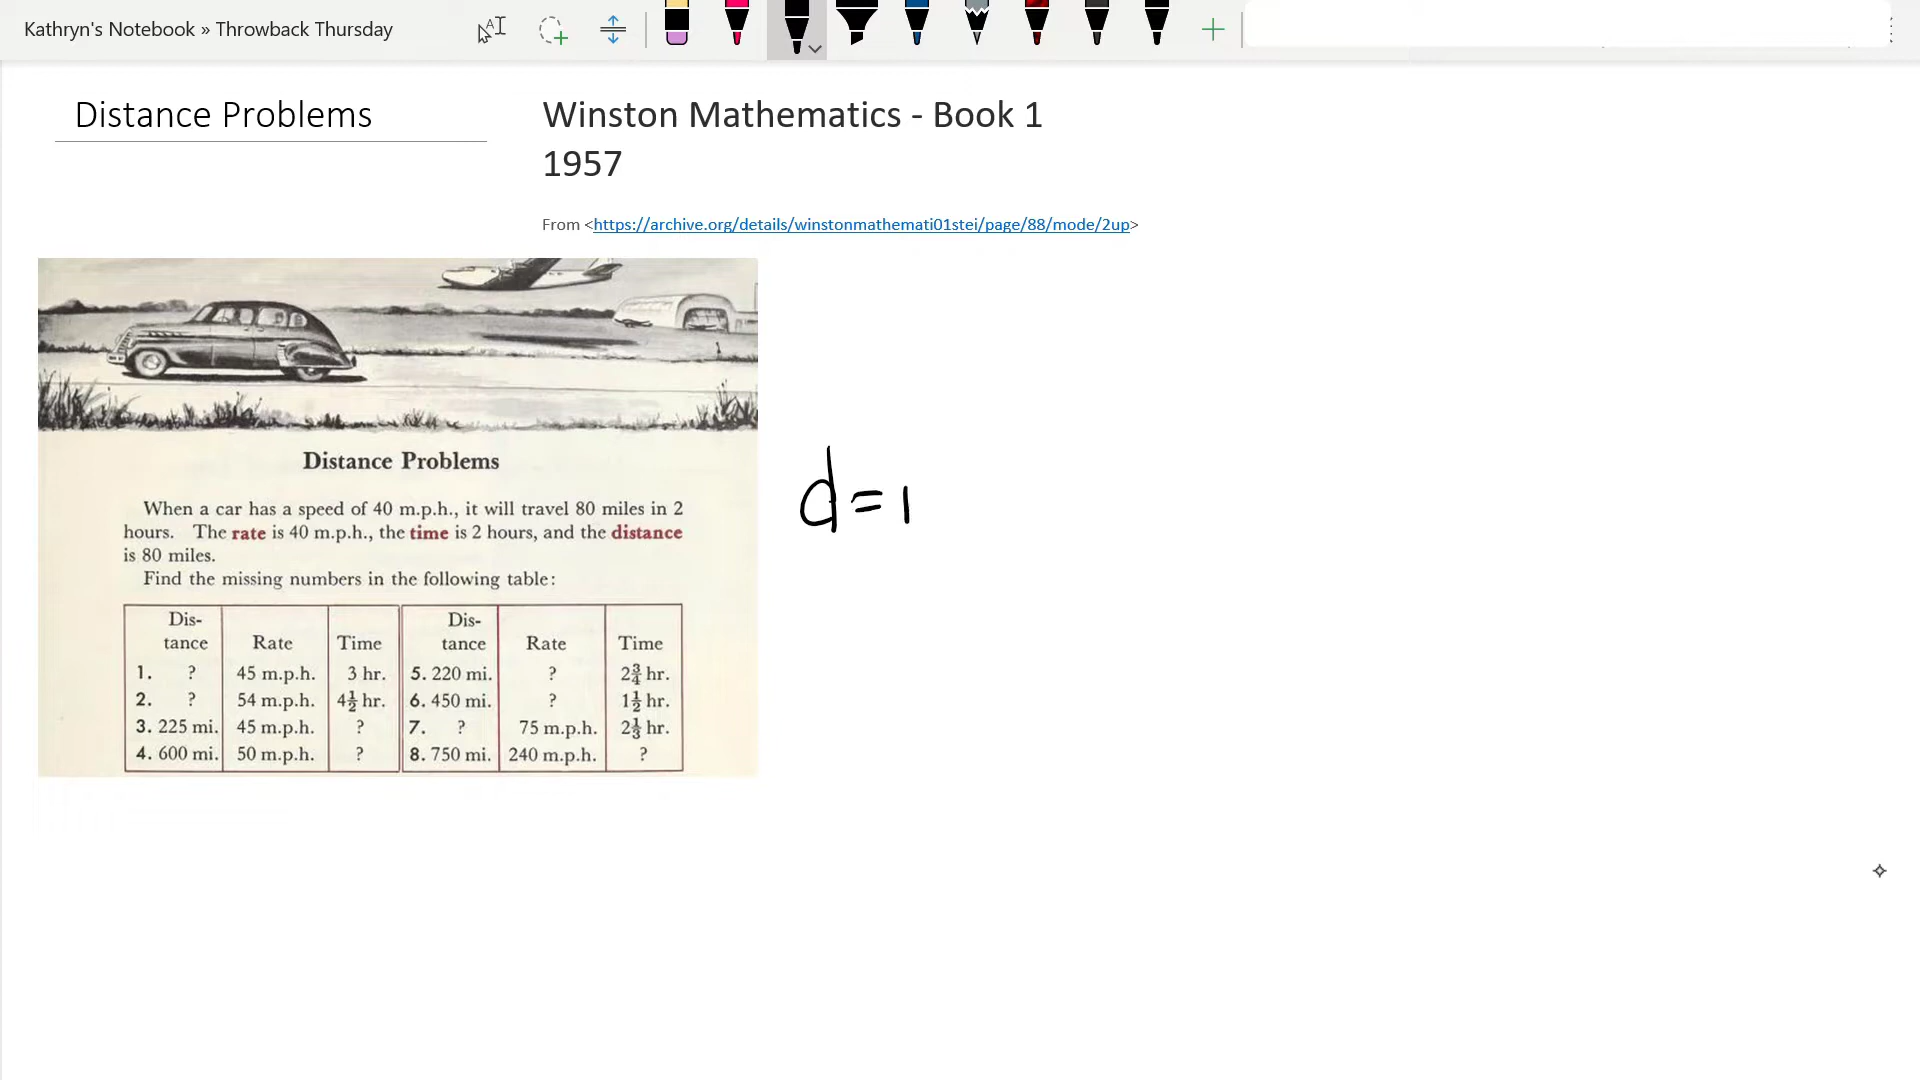 Kathryn's Notebook » Throwback Thursday
Distance Problems
Winston Mathematics - Book 1
1957
From <https://archive.org/details/winstonmathemati01stei/page/88/mode/2up>
Distance Problems
When a car has a speed of 40 m.p.h., it will travel 80 miles in 2
hours. The rate is 40 m.p.h., the time is 2 hours, and the distance
is 80 miles.
Find the missing numbers in the following table:
Dis-
tance Rate Time Dis-
tance Rate Time
1. ? 45 m.p.h. 3 hr. 5. 220 mi. ? 2¾ hr.
2. ? 54 m.p.h. 4½ hr. 6. 450 mi. ? 1½ hr.
3. 225 mi. 45 m.p.h. ? 7. ? 75 m.p.h. 2⅓ hr.
4. 600 mi. 50 m.p.h. ? 8. 750 mi. 240 m.p.h. ?
d = 1